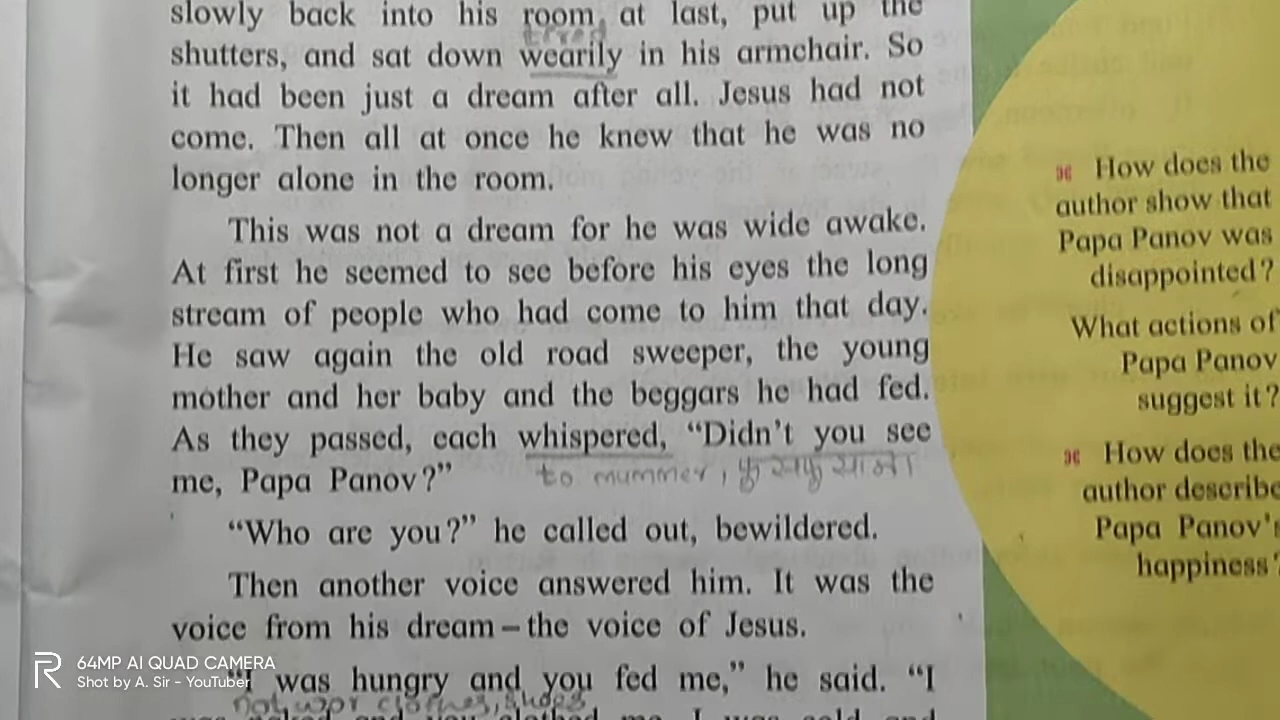 slowly back into his room at last, put up the
tired
shutters, and sat down wearily in his armchair. So
it had been just a dream after all. Jesus had not
come. Then all at once he knew that he was no
longer alone in the room.
This was not a dream for he was wide awake.
At first he seemed to see before his eyes the long
stream of people who had come to him that day.
He saw again the old road sweeper, the young
mother and her baby and the beggars he had fed.
As they passed, each whispered, “Didn’t you see
me, Papa Panov?”
to mummer,
“Who are you?” he called out, bewildered.
Then another voice answered him. It was the
voice from his dream – the voice of Jesus.
“I was hungry and you fed me,” he said. “I
not wor clothes, shoes
clothed me. I was cold and
How does the
author show that
Papa Panov was
disappointed?
What actions of
Papa Panov
suggest it?
How does the
author describe
Papa Panov's
happiness?
64MP AI QUAD CAMERA
Shot by A. Sir - YouTuber